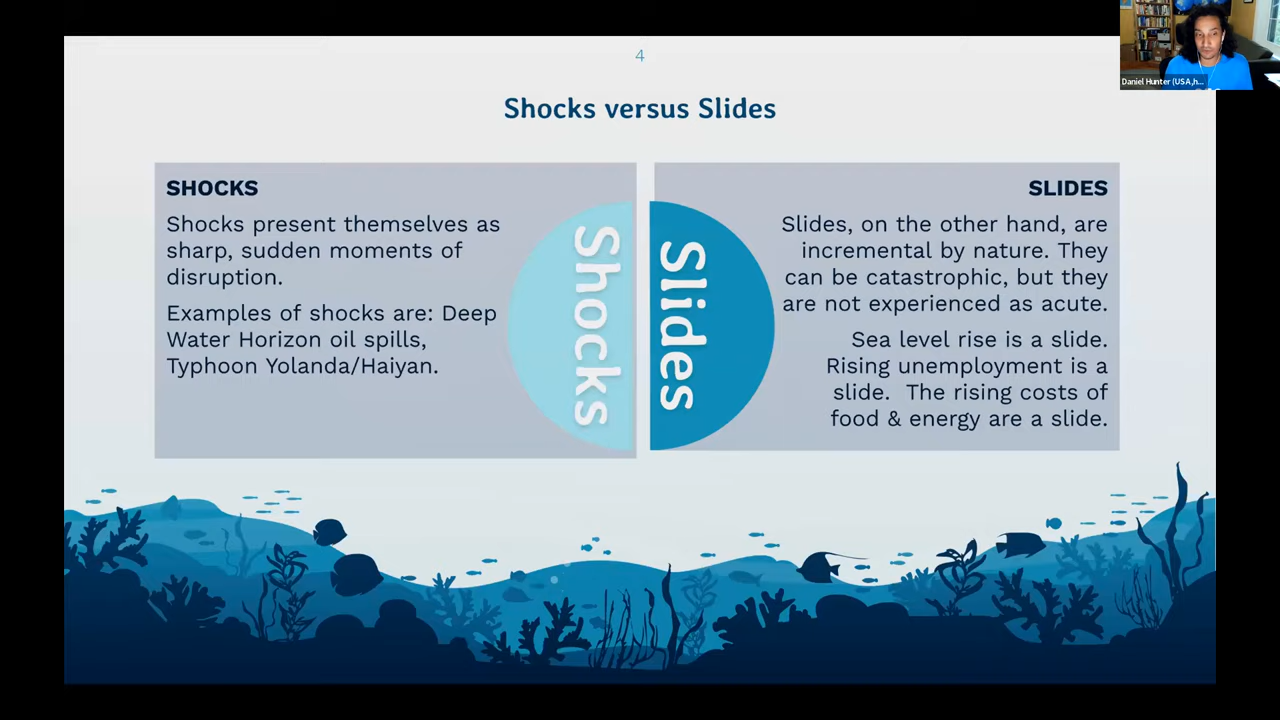 4
Daniel Hunter (USA,h...
Shocks versus Slides
SHOCKS
Shocks present themselves as
sharp, sudden moments of
disruption.
Examples of shocks are: Deep
Water Horizon oil spills,
Typhoon Yolanda/Haiyan.
Shocks
Slides
SLIDES
Slides, on the other hand, are
incremental by nature. They
can be catastrophic, but they
are not experienced as acute.
Sea level rise is a slide.
Rising unemployment is a
slide.  The rising costs of
food & energy are a slide.